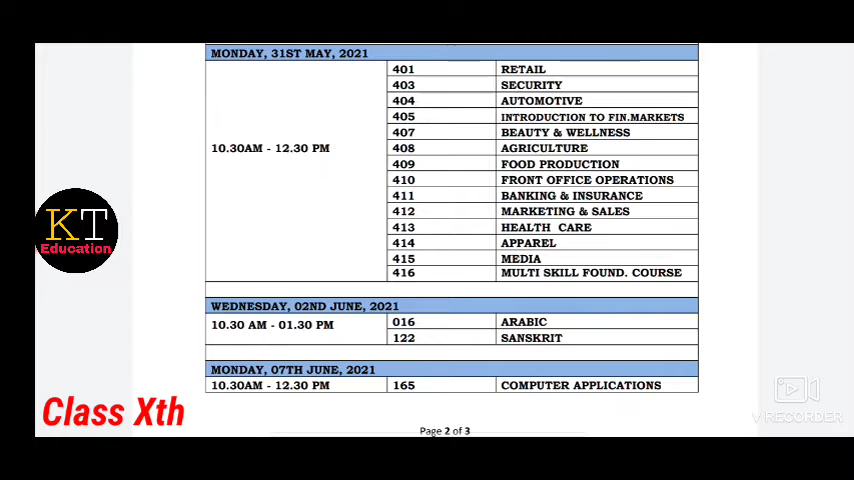 MONDAY, 31ST MAY, 2021
10.30AM - 12.30 PM
401 RETAIL
403 SECURITY
404 AUTOMOTIVE
405 INTRODUCTION TO FIN.MARKETS
407 BEAUTY & WELLNESS
408 AGRICULTURE
409 FOOD PRODUCTION
410 FRONT OFFICE OPERATIONS
411 BANKING & INSURANCE
412 MARKETING & SALES
413 HEALTH CARE
414 APPAREL
415 MEDIA
416 MULTI SKILL FOUND. COURSE
WEDNESDAY, 02ND JUNE, 2021
10.30 AM - 01.30 PM
016 ARABIC
122 SANSKRIT
MONDAY, 07TH JUNE, 2021
10.30AM - 12.30 PM 165 COMPUTER APPLICATIONS
Page 2 of 3
KT
Education
Class Xth
V RECORDER